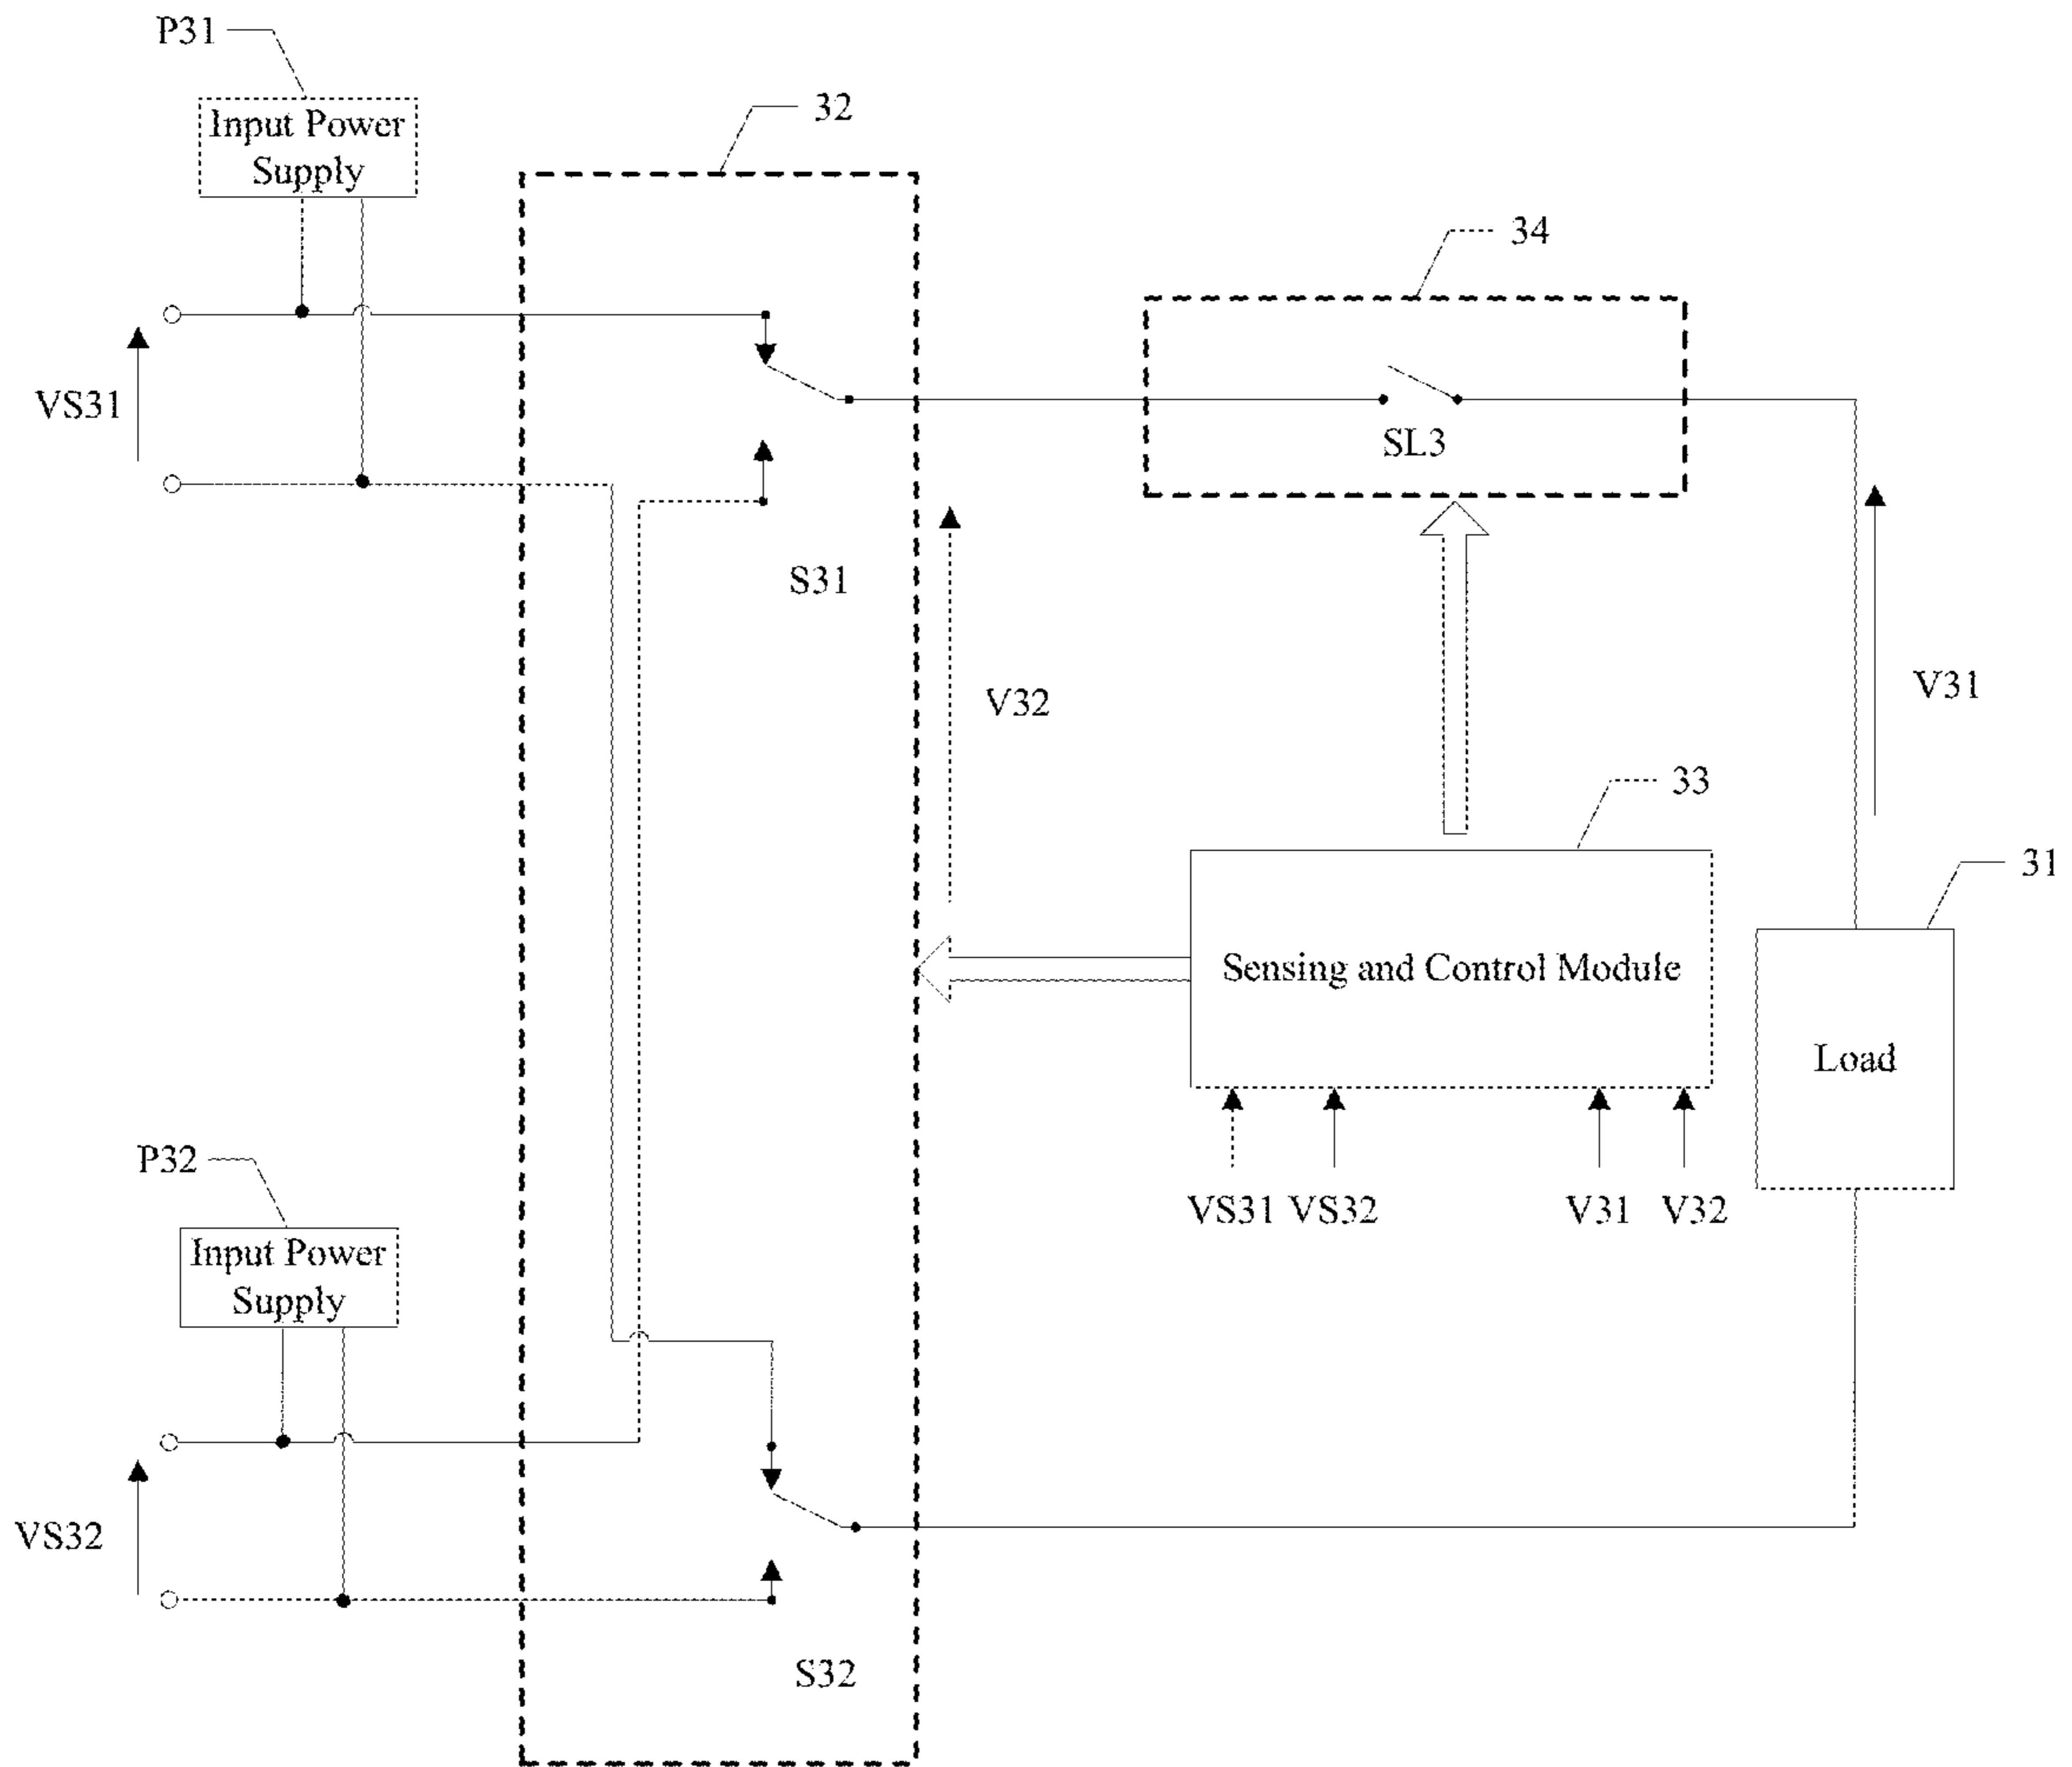 P31
Input Power
Supply
32
34
VS31
SL3
S31
V32
V31
33
31
Sensing and Control Module
Load
P32
VS31 VS32 V31 V32
Input Power
Supply
VS32
S32